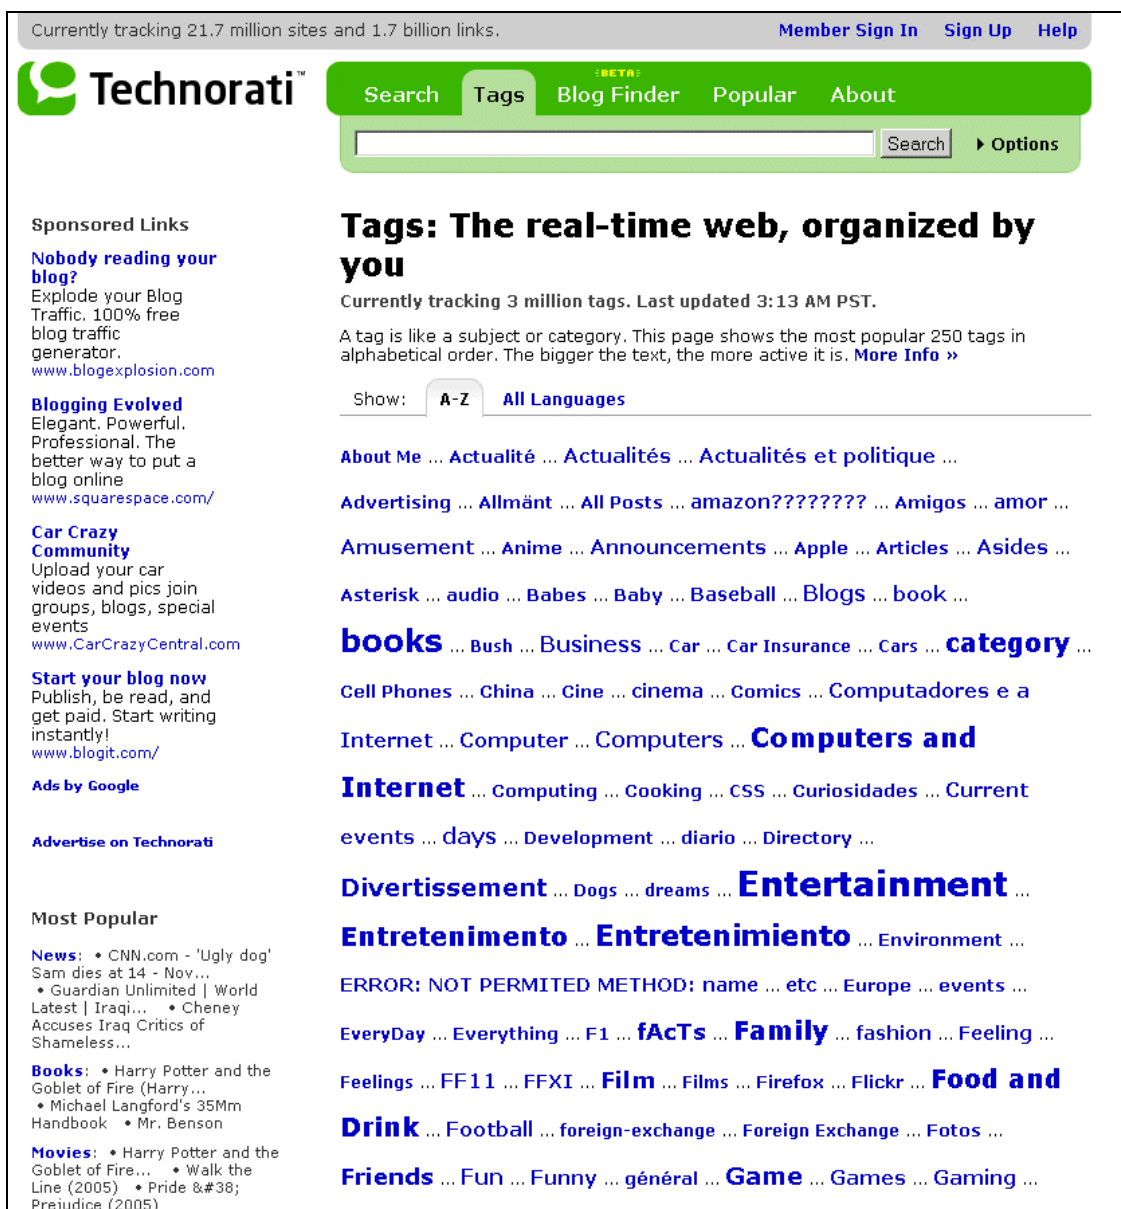 Currently tracking 21.7 million sites and 1.7 billion links.
Member Sign In Sign Up Help
Technorati™
Search Tags Blog Finder Popular About
:BETA:
Search Options
Sponsored Links
Nobody reading your
blog?
Explode your Blog
Traffic. 100% free
blog traffic
generator.
www.blogexplosion.com
Blogging Evolved
Elegant. Powerful.
Professional. The
better way to put a
blog online
www.squarespace.com/
Car Crazy
Community
Upload your car
videos and pics join
groups, blogs, special
events
www.CarCrazyCentral.com
Start your blog now
Publish, be read, and
get paid. Start writing
instantly!
www.blogit.com/
Ads by Google
Advertise on Technorati
Most Popular
News: • CNN.com - 'Ugly dog'
Sam dies at 14 - Nov...
• Guardian Unlimited | World
Latest | Iraqi... • Cheney
Accuses Iraq Critics of
Shameless...
Books: • Harry Potter and the
Goblet of Fire (Harry...
• Michael Langford's 35Mm
Handbook • Mr. Benson
Movies: • Harry Potter and the
Goblet of Fire... • Walk the
Line (2005) • Pride &#38;
Prejudice (2005)
Tags: The real-time web, organized by
you
Currently tracking 3 million tags. Last updated 3:13 AM PST.
A tag is like a subject or category. This page shows the most popular 250 tags in
alphabetical order. The bigger the text, the more active it is. More Info »
Show: A-Z All Languages
About Me ... Actualité ... Actualités ... Actualités et politique ...
Advertising ... Allmänt ... All Posts ... amazon???????? ... Amigos ... amor ...
Amusement ... Anime ... Announcements ... Apple ... Articles ... Asides ...
Asterisk ... audio ... Babes ... Baby ... Baseball ... Blogs ... book ...
books ... Bush ... Business ... Car ... Car Insurance ... Cars ... category ...
Cell Phones ... China ... Cine ... cinema ... Comics ... Computadores e a
Internet ... Computer ... Computers ... Computers and
Internet ... Computing ... Cooking ... CSS ... Curiosidades ... Current
events ... days ... Development ... diario ... Directory ...
Divertissement ... Dogs ... dreams ... Entertainment ...
Entretenimento ... Entretenimiento ... Environment ...
ERROR: NOT PERMITED METHOD: name ... etc ... Europe ... events ...
EveryDay ... Everything ... F1 ... fAcTs ... Family ... fashion ... Feeling ...
Feelings ... FF11 ... FFXI ... Film ... Films ... Firefox ... Flickr ... Food and
Drink ... Football ... foreign-exchange ... Foreign Exchange ... Fotos ...
Friends ... Fun ... Funny ... général ... Game ... Games ... Gaming ...